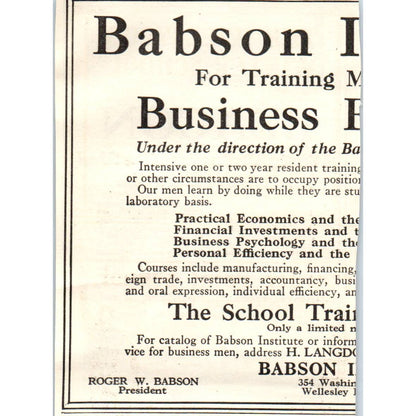 Babson I
For Training M
Business E
Under the direction of the Ba
Intensive one or two year resident training
or other circumstances are to occupy position
Our men learn by doing while they are stu
laboratory basis.
Practical Economics and the
Financial Investments and t
Business Psychology and the
Personal Efficiency and the
Courses include manufacturing, financing,
eign trade, investments, accountancy, busi
and oral expression, individual efficiency, an
The School Train
Only a limited n
For catalog of Babson Institute or inform
vice for business men, address H. LANGDO
BABSON I
ROGER W. BABSON 354 Washin
President Wellesley